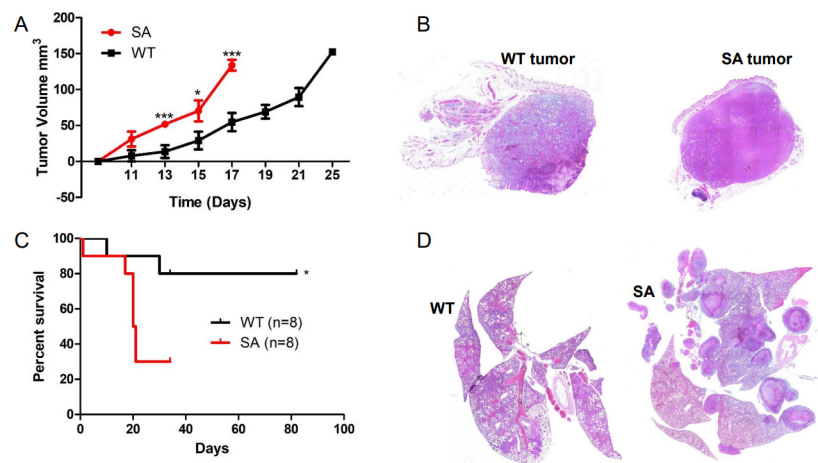 A
SA
WT
Tumor Volume mm³
200
150
100
50
0
-50
***
*
***
11 13 15 17 19 21 25
Time (Days)
B
WT tumor
SA tumor
C
Percent survival
100
80
60
40
20
0
*
WT (n=8)
SA (n=8)
0 20 40 60 80 100
Days
D
WT
SA